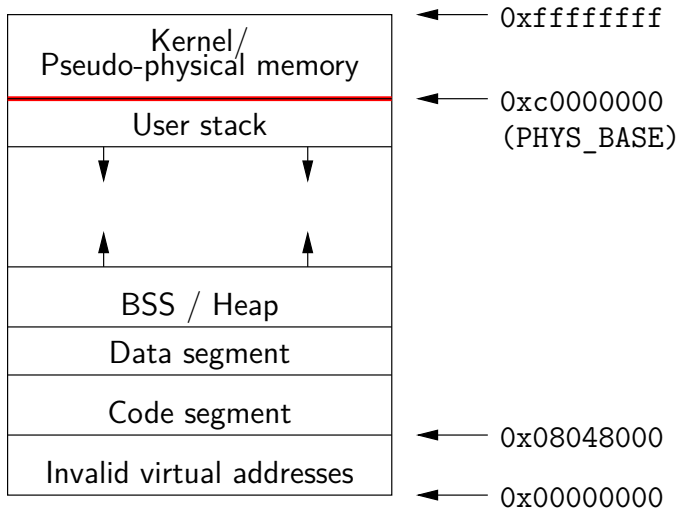 Kernel/
Pseudo-physical memory
0xffffffff
0xc0000000
(PHYS_BASE)
User stack
BSS / Heap
Data segment
Code segment
0x08048000
Invalid virtual addresses
0x00000000